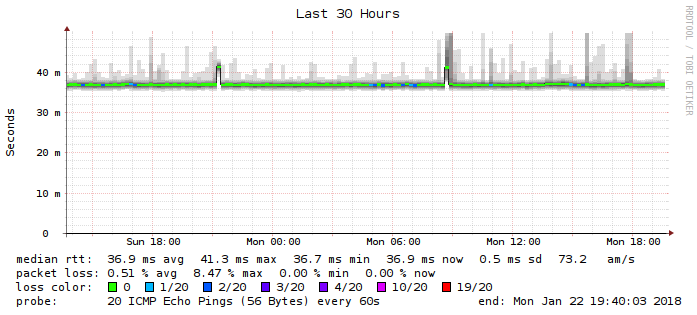 Last 30 Hours
RRDTOOL / TOBI OETIKER
Seconds
40 m
30 m
20 m
10 m
0
Sun 18:00 Mon 00:00 Mon 06:00 Mon 12:00 Mon 18:00
median rtt: 36.9 ms avg 41.3 ms max 36.7 ms min 36.9 ms now 0.5 ms sd 73.2 am/s
packet loss: 0.51 % avg 8.47 % max 0.00 % min 0.00 % now
loss color: 0 1/20 2/20 3/20 4/20 10/20 19/20
probe: 20 ICMP Echo Pings (56 Bytes) every 60s end: Mon Jan 22 19:40:03 2018